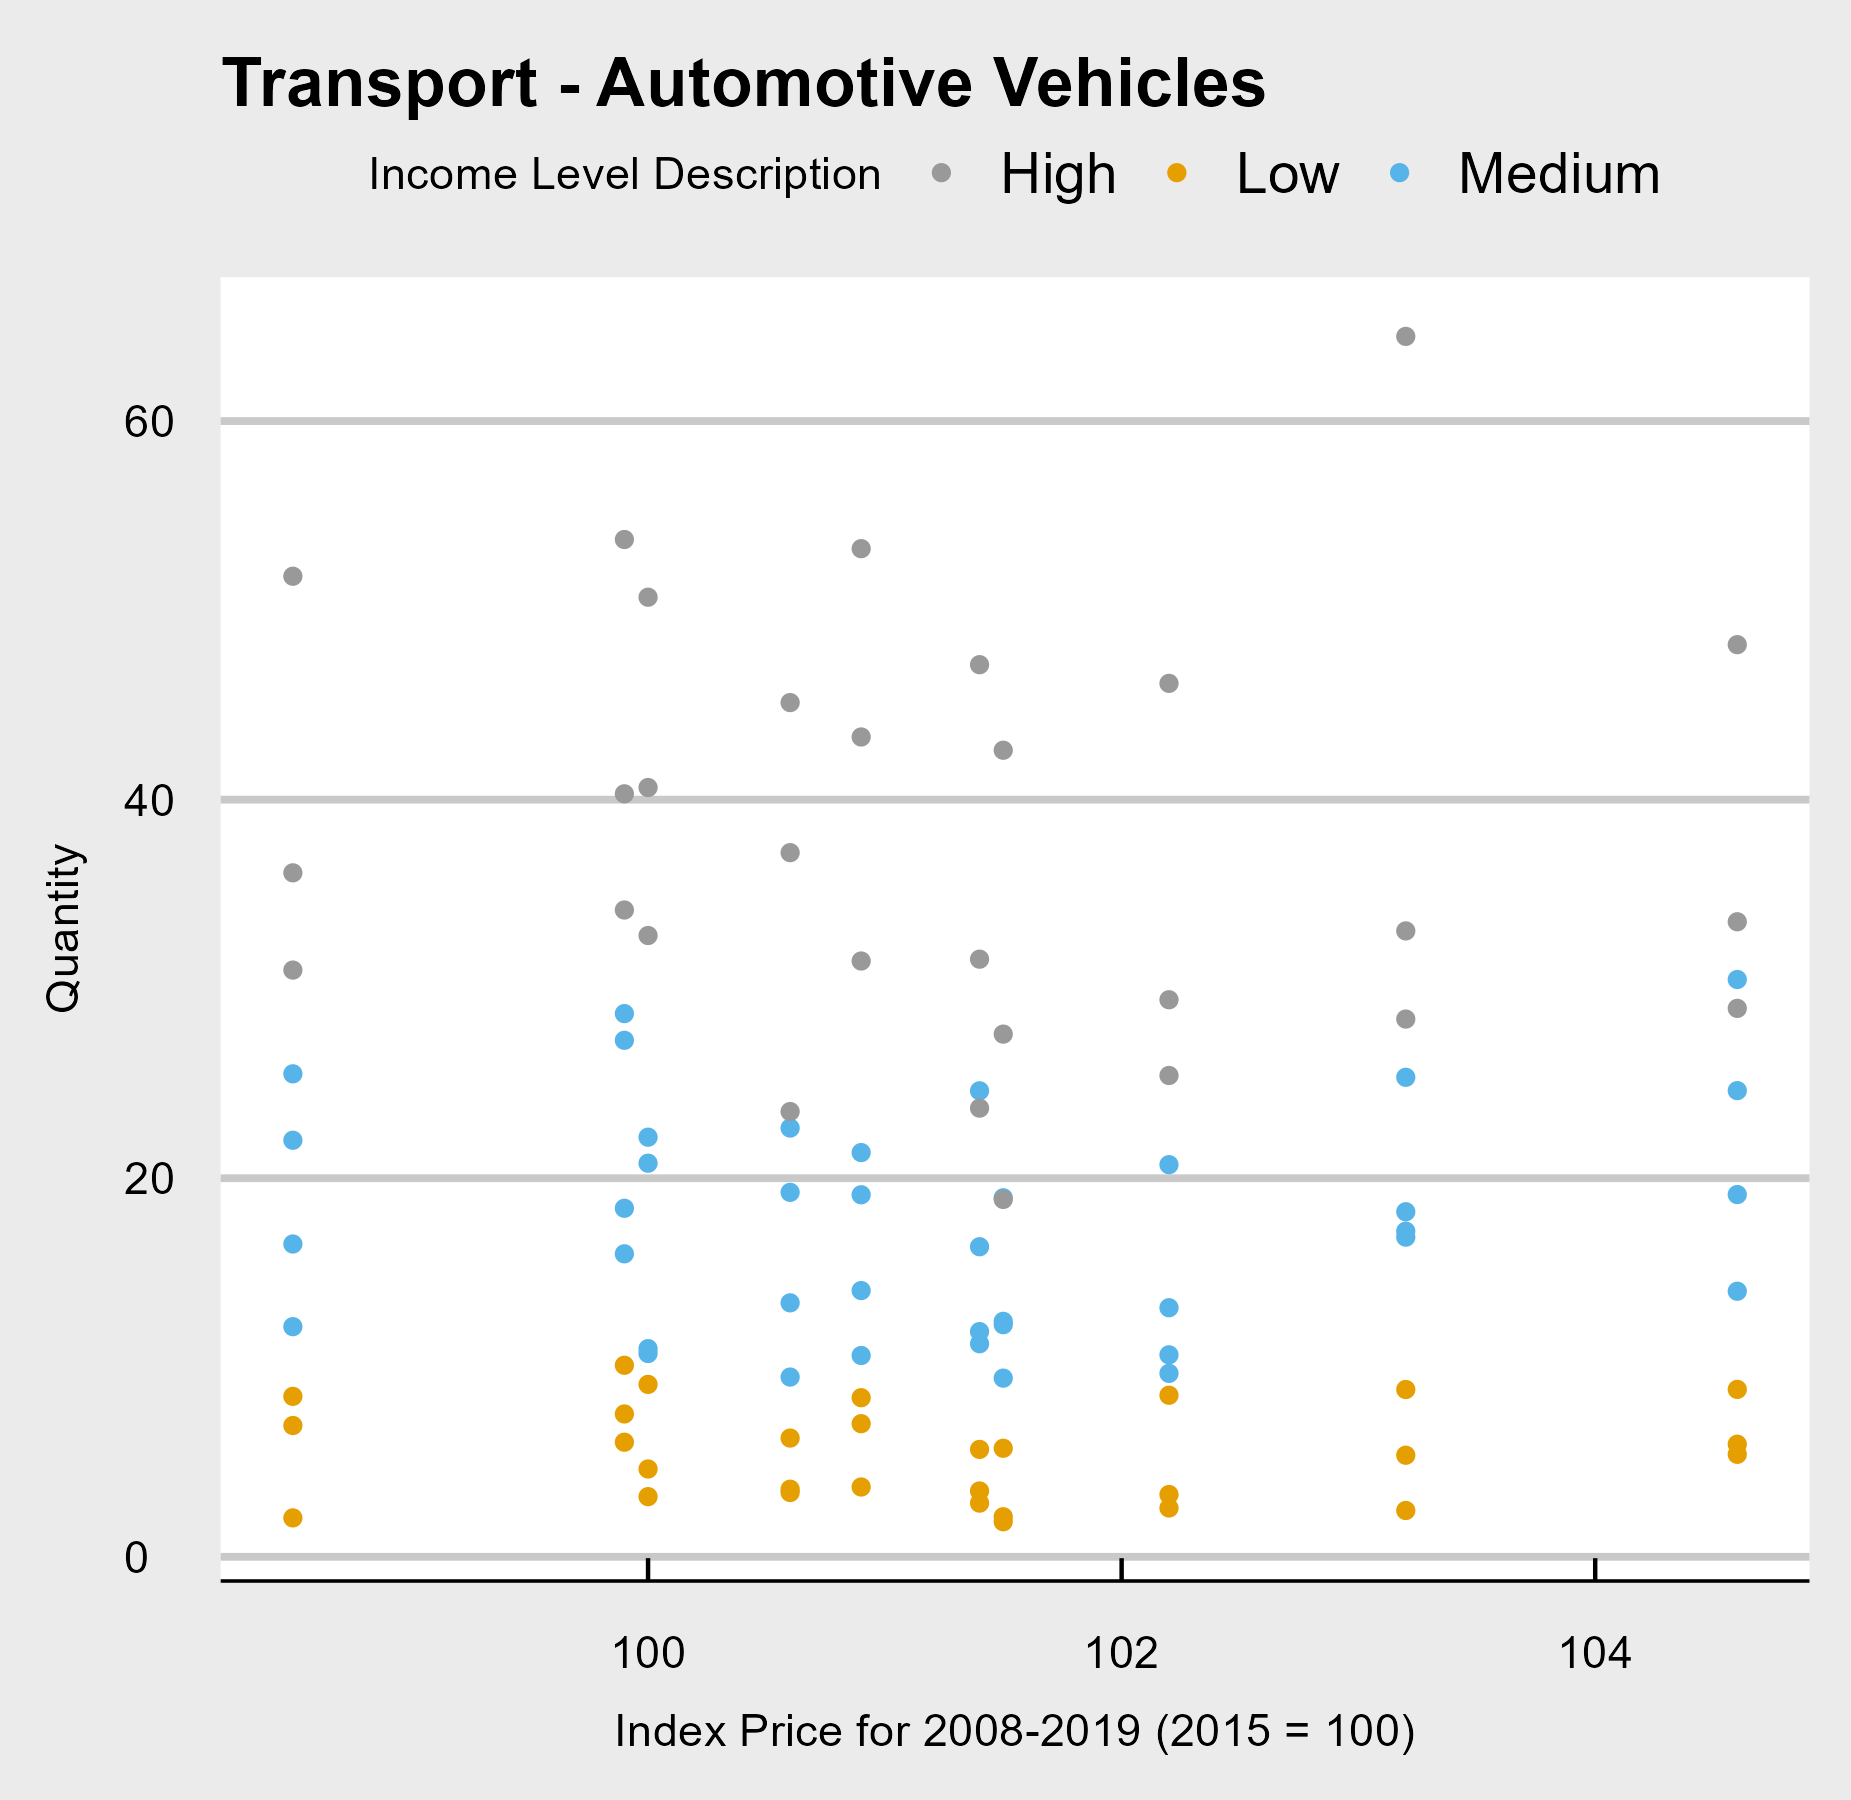 Transport - Automotive Vehicles
Income Level Description High Low Medium
60
40
20
0
Quantity
100 102 104
Index Price for 2008-2019 (2015 = 100)